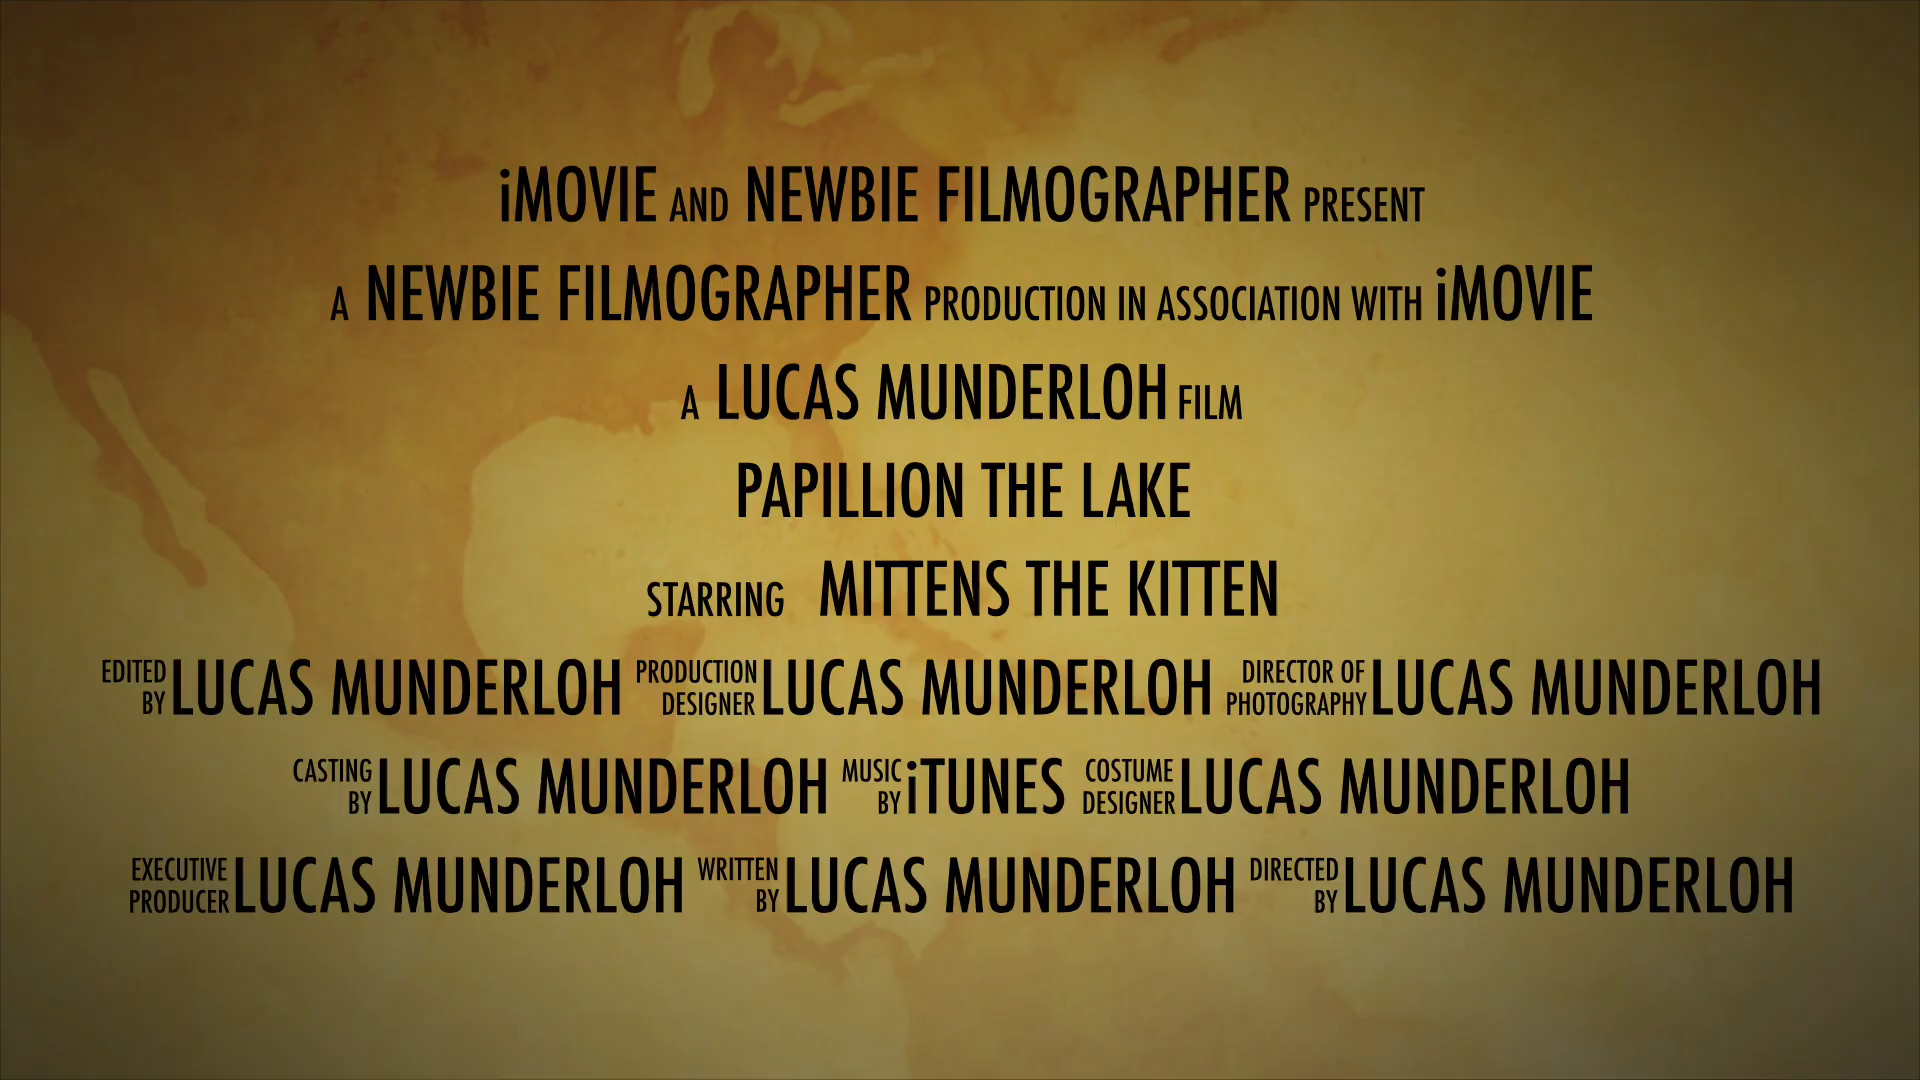 iMOVIE AND NEWBIE FILMOGRAPHER PRESENT
A NEWBIE FILMOGRAPHER PRODUCTION IN ASSOCIATION WITH iMOVIE
A LUCAS MUNDERLOH FILM
PAPILLION THE LAKE
STARRING MITTENS THE KITTEN
EDITED BY LUCAS MUNDERLOH PRODUCTION DESIGNER LUCAS MUNDERLOH DIRECTOR OF PHOTOGRAPHY LUCAS MUNDERLOH
CASTING BY LUCAS MUNDERLOH MUSIC BY iTUNES COSTUME DESIGNER LUCAS MUNDERLOH
EXECUTIVE PRODUCER LUCAS MUNDERLOH WRITTEN BY LUCAS MUNDERLOH DIRECTED BY LUCAS MUNDERLOH